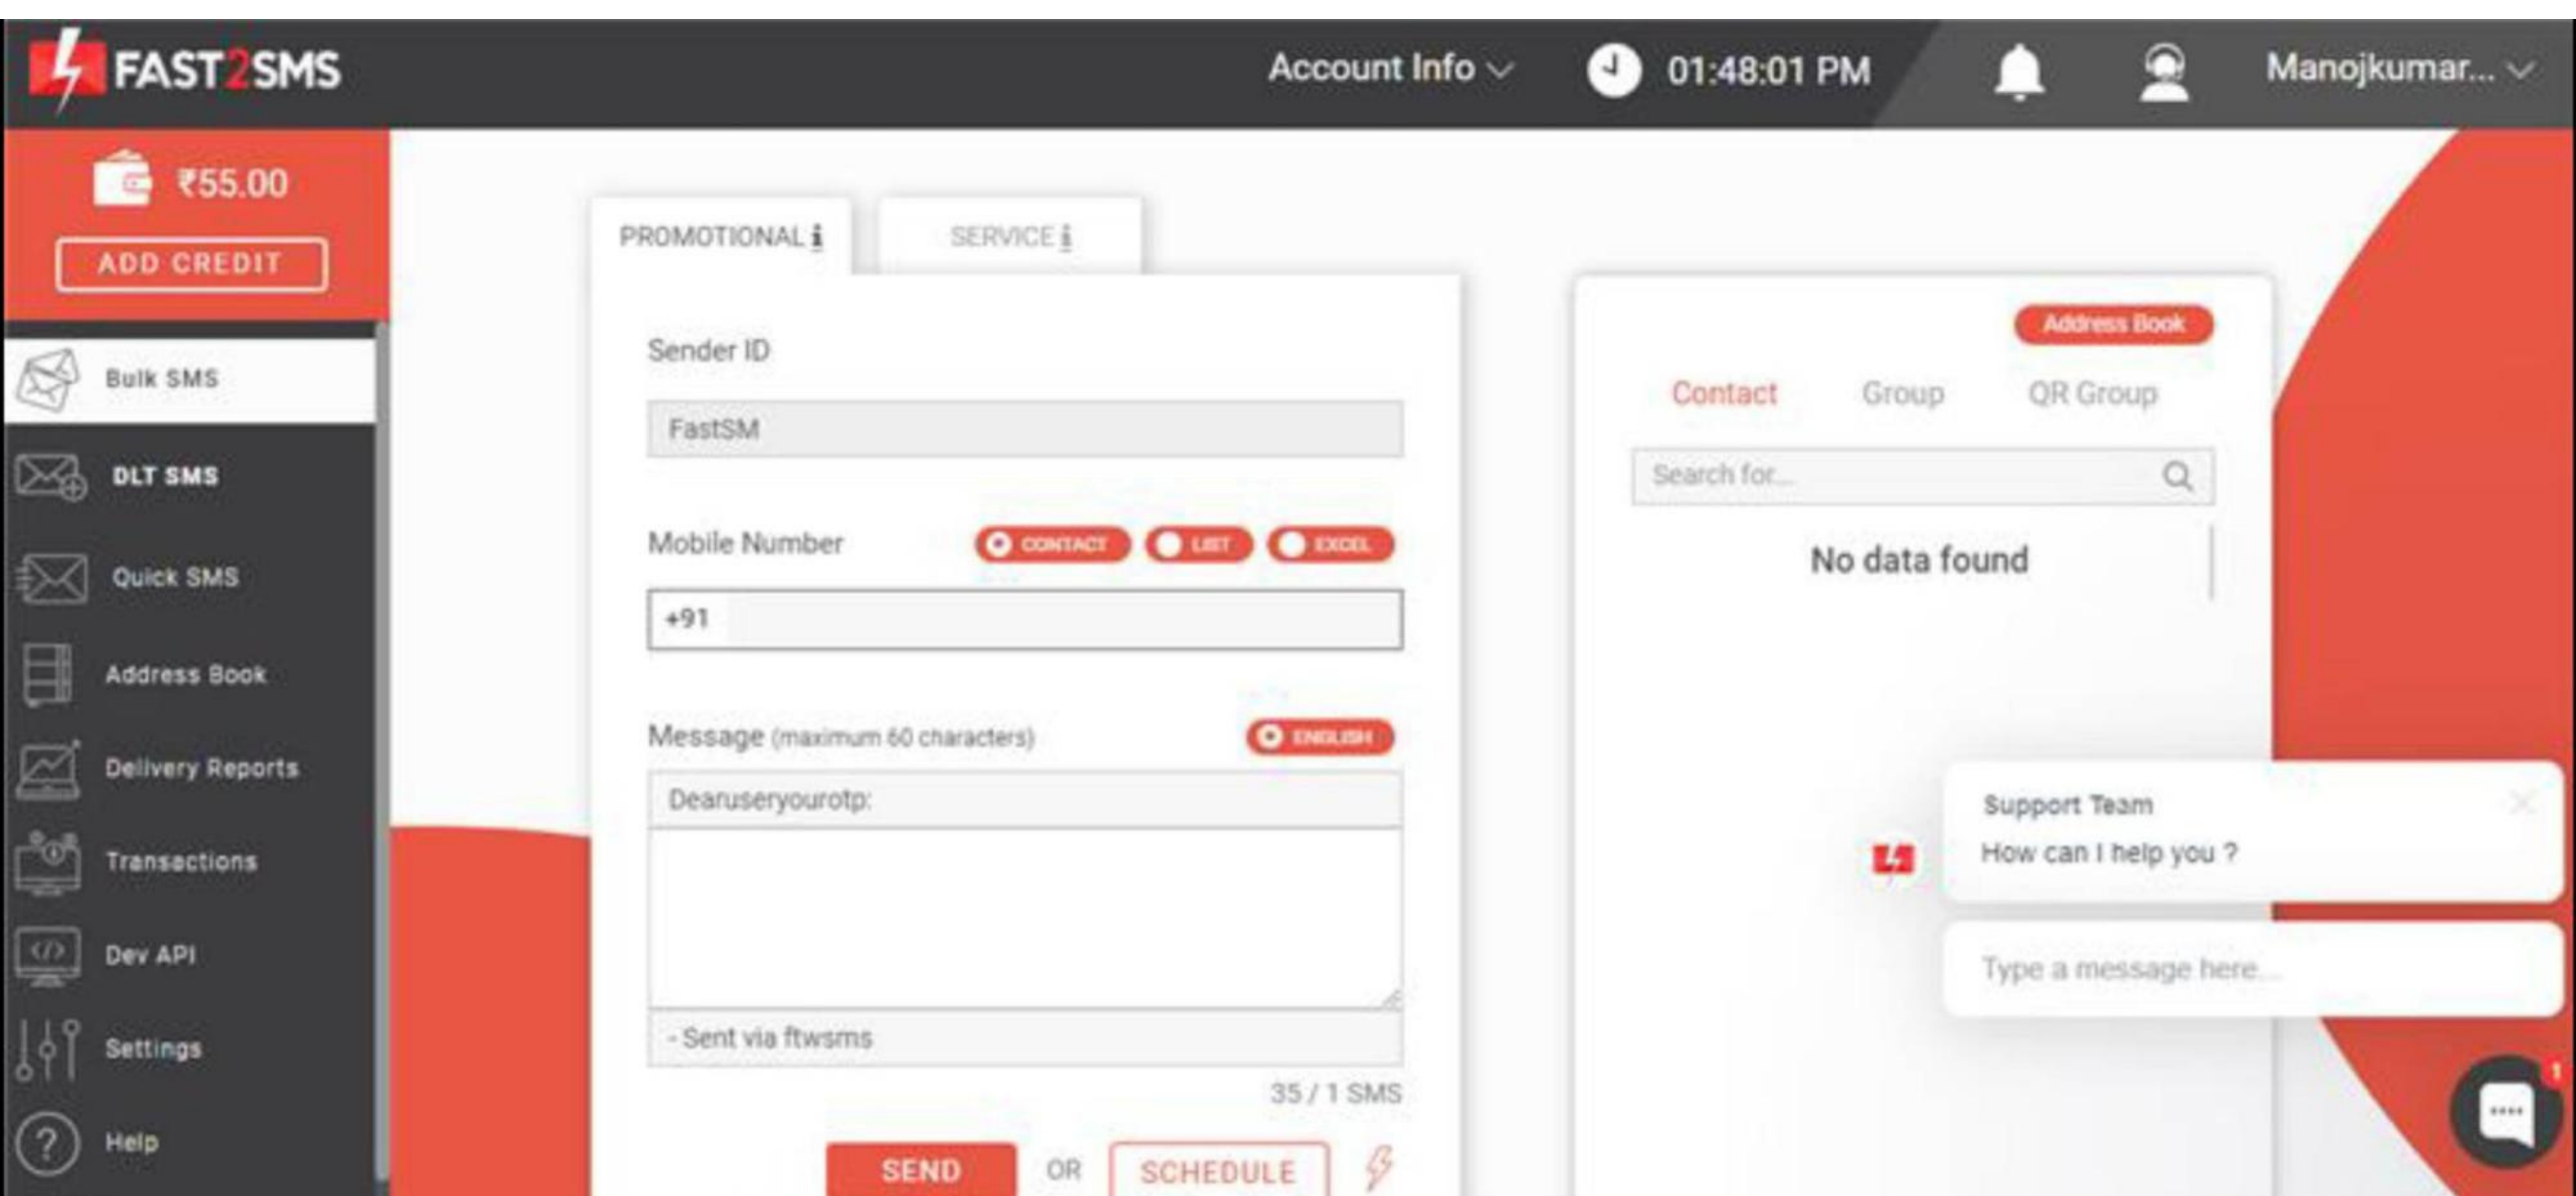 FAST2SMS
Account Info
01:48:01 PM
Manojkumar...
₹55.00
ADD CREDIT
Bulk SMS
DLT SMS
Quick SMS
Address Book
Delivery Reports
Transactions
Dev API
Settings
Help
PROMOTIONAL i
SERVICE i
Sender ID
FastSM
Mobile Number
CONTACT
LIST
EXCEL
+91
Message (maximum 60 characters)
ENGLISH
Dearuseryourotp:
- Sent via ftwsms
35 / 1 SMS
SEND
OR
SCHEDULE
Address Book
Contact
Group
QR Group
Search for...
No data found
Support Team
How can I help you ?
Type a message here...
1